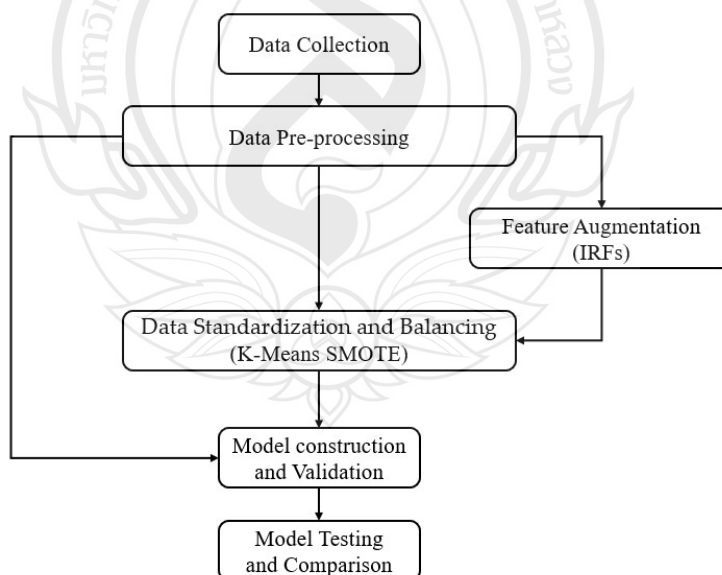 Data Collection
Data Pre-processing
Feature Augmentation
(IRFs)
Data Standardization and Balancing
(K-Means SMOTE)
Model construction
and Validation
Model Testing
and Comparison